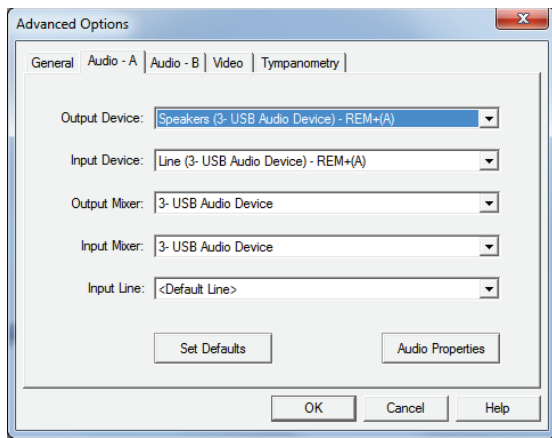 Advanced Options
General Audio - A Audio - B Video Tympanometry
Output Device: Speakers (3- USB Audio Device) - REM+(A)
Input Device: Line (3- USB Audio Device) - REM+(A)
Output Mixer: 3- USB Audio Device
Input Mixer: 3- USB Audio Device
Input Line: <Default Line>
Set Defaults Audio Properties
OK Cancel Help